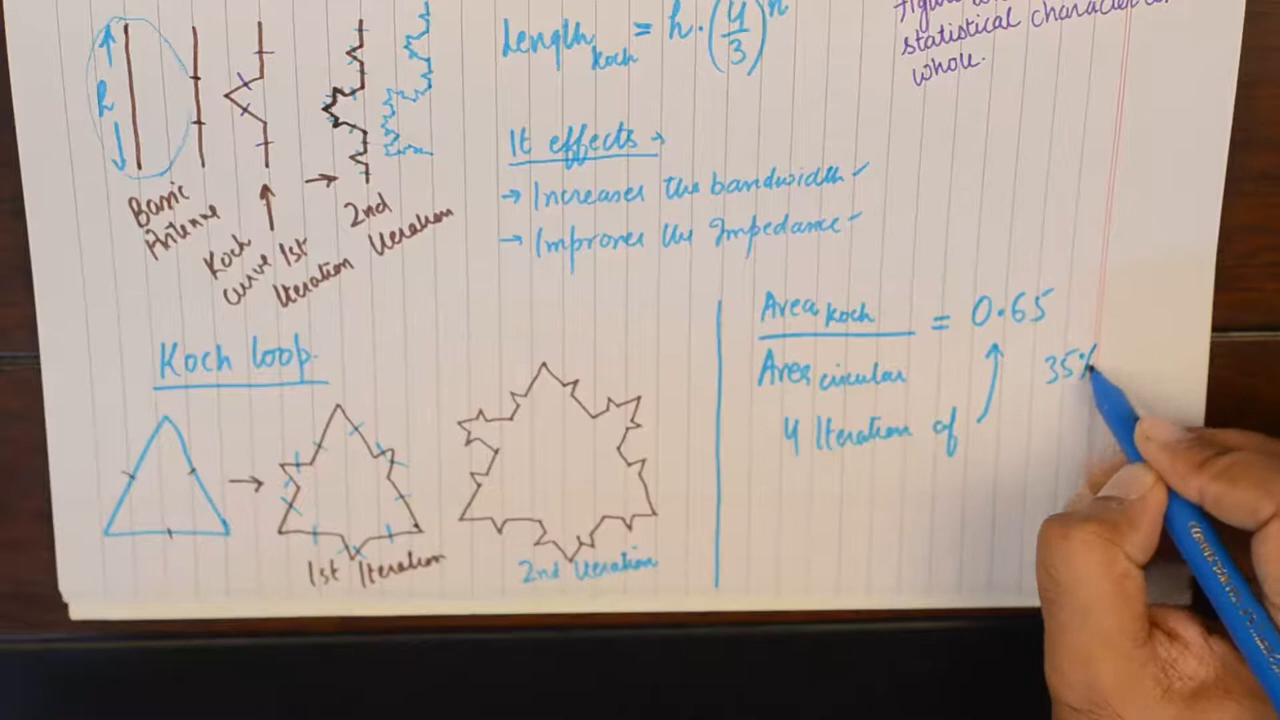 figure
statistical
whole.
Length koch = h · (4/3)^n
h
It effects →
→ Increases the bandwidth
→ Improves the Impedance
Basic
Antenna
Koch
curve 1st
Iteration
2nd
Iteration
Koch loop
1st Iteration
2nd Iteration
Area koch
= 0.65
Area circular
35%
4 Iteration of